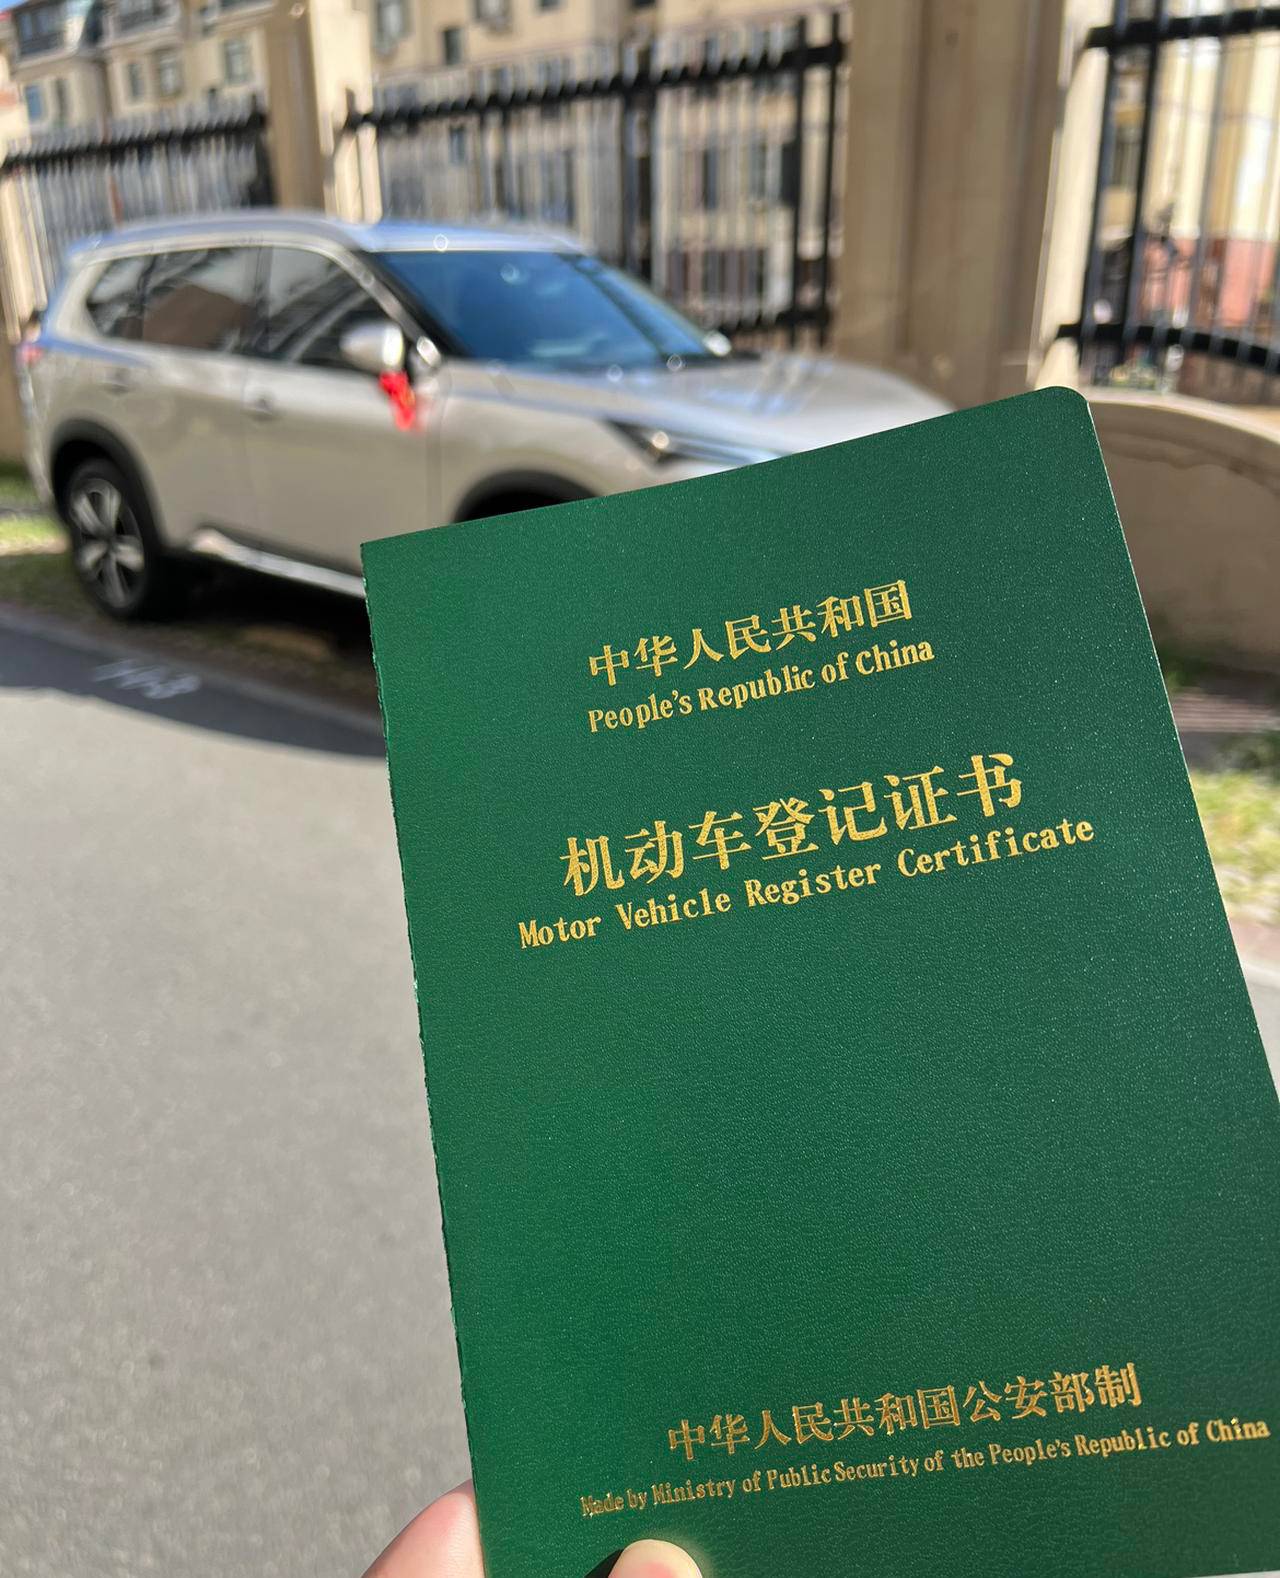 中华人民共和国
People's Republic of China
机动车登记证书
Motor Vehicle Register Certificate
中华人民共和国公安部制
Made by Ministry of Public Security of the People's Republic of China